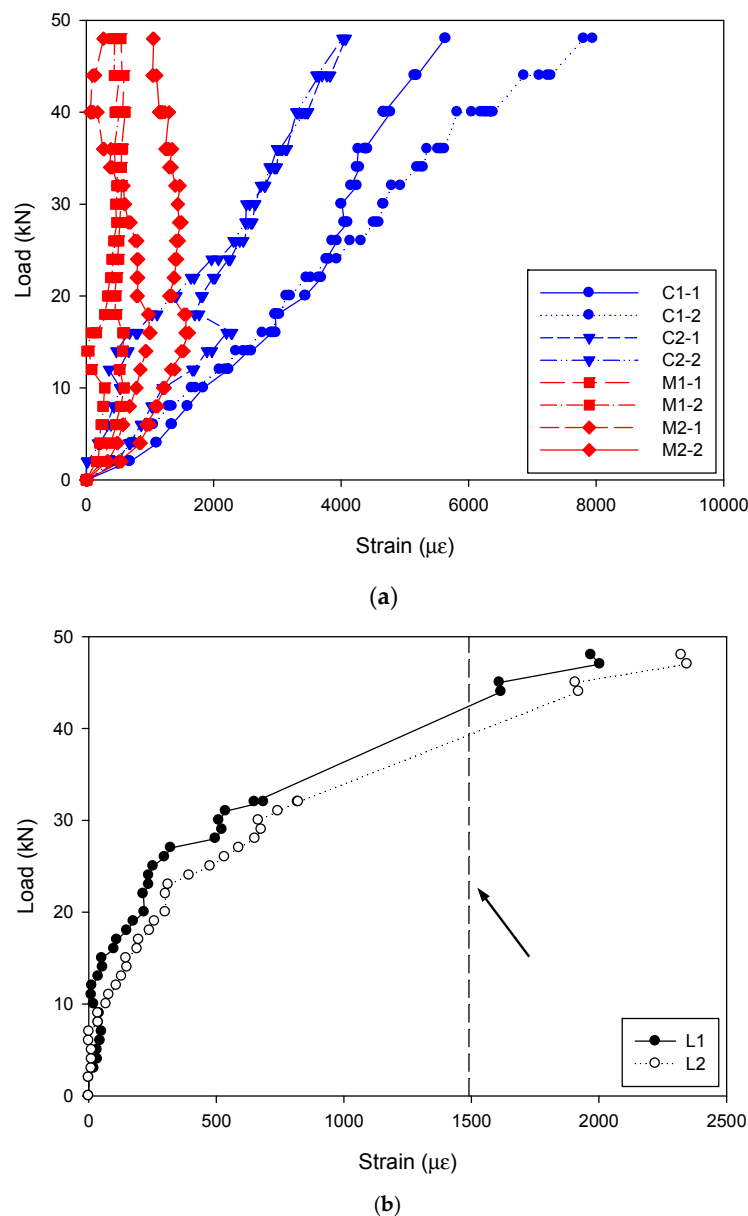 50
40
30
20
10
0
Load (kN)
C1-1
C1-2
C2-1
C2-2
M1-1
M1-2
M2-1
M2-2
0 2000 4000 6000 8000 10000
Strain (με)
(a)
50
40
30
20
10
0
Load (kN)
L1
L2
0 500 1000 1500 2000 2500
Strain (με)
(b)